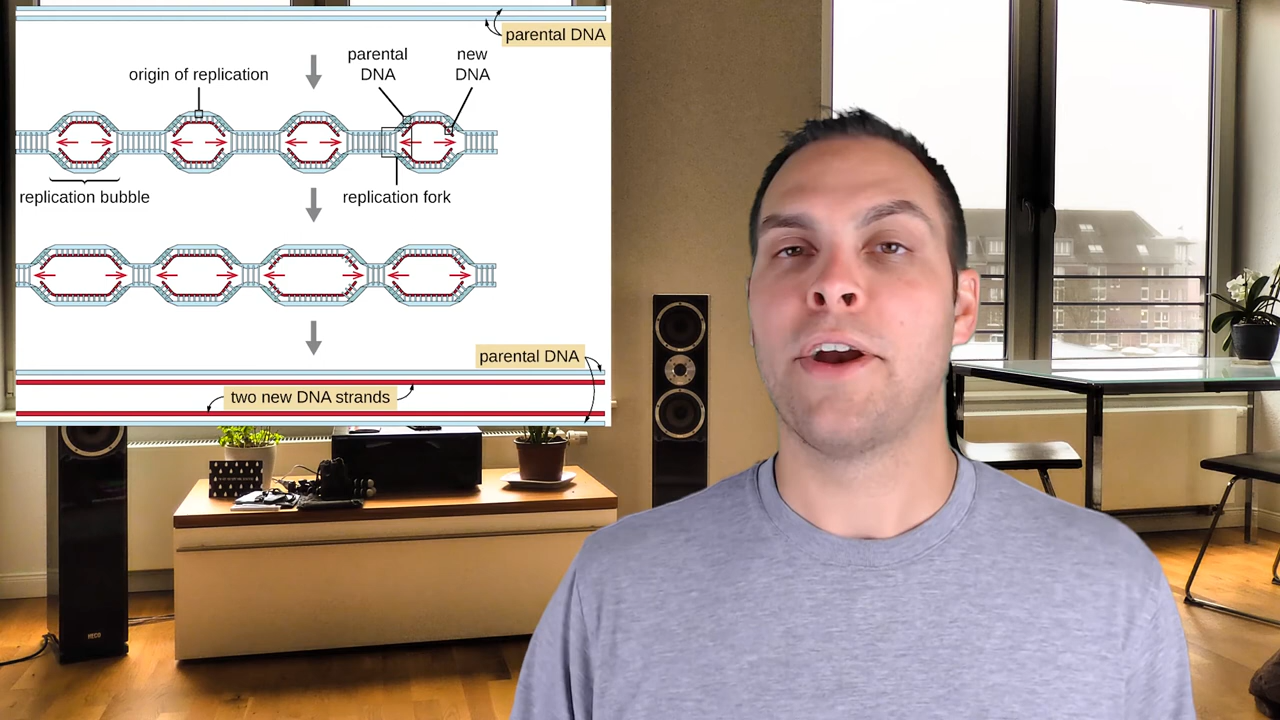 parental DNA
parental
DNA
new
DNA
origin of replication
replication bubble
replication fork
parental DNA
two new DNA strands
HECO